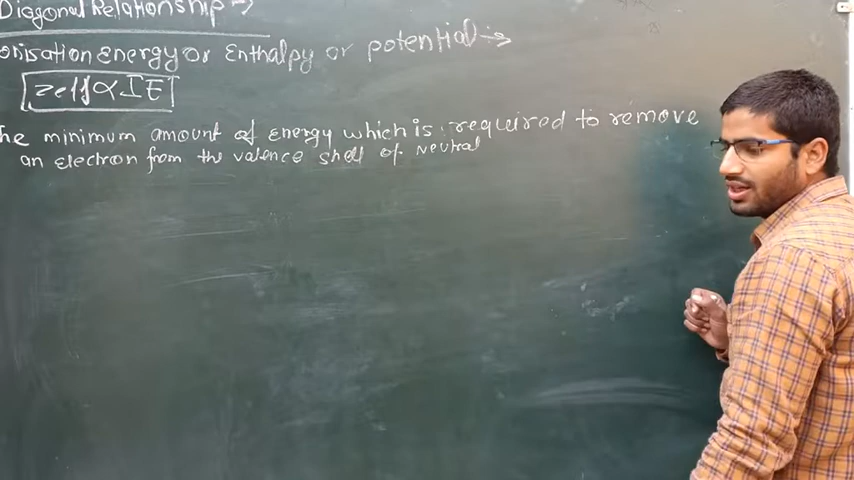 Diagonal Relationship →
onisation Energy or Enthalpy or potential →
Zeff ∝ IE
he minimum amount of energy which is required to remove
an electron from the valence shell of neutral